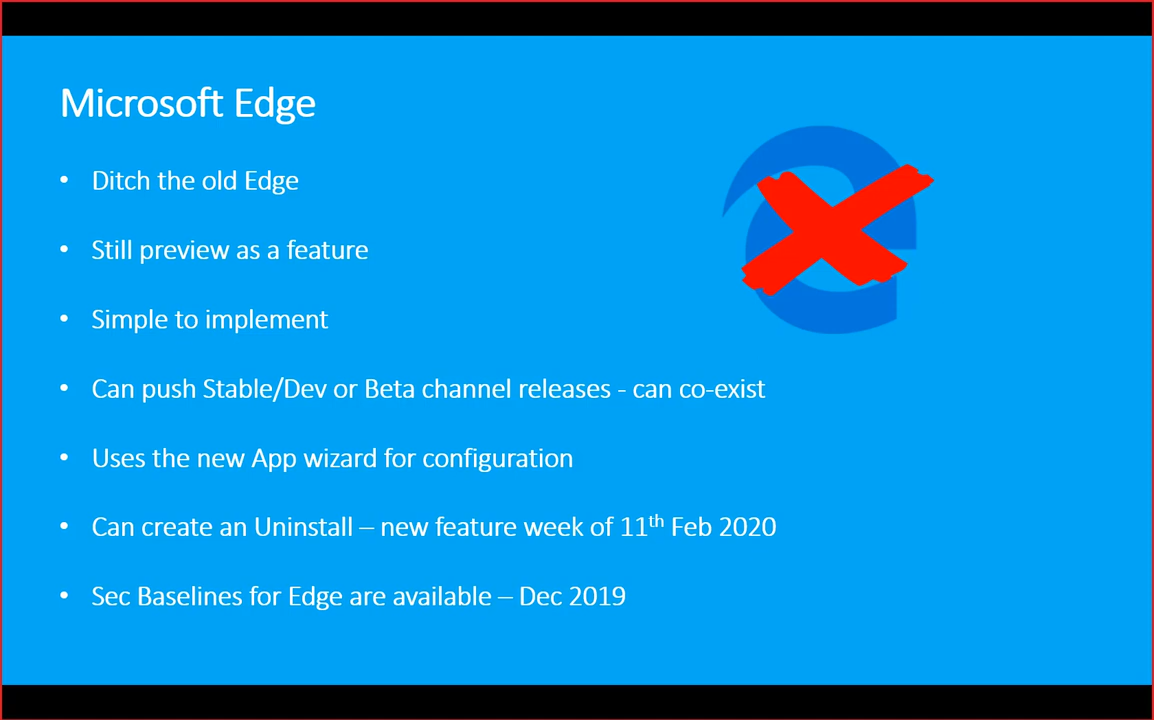 Microsoft Edge
• Ditch the old Edge
• Still preview as a feature
• Simple to implement
• Can push Stable/Dev or Beta channel releases - can co-exist
• Uses the new App wizard for configuration
• Can create an Uninstall – new feature week of 11th Feb 2020
• Sec Baselines for Edge are available – Dec 2019